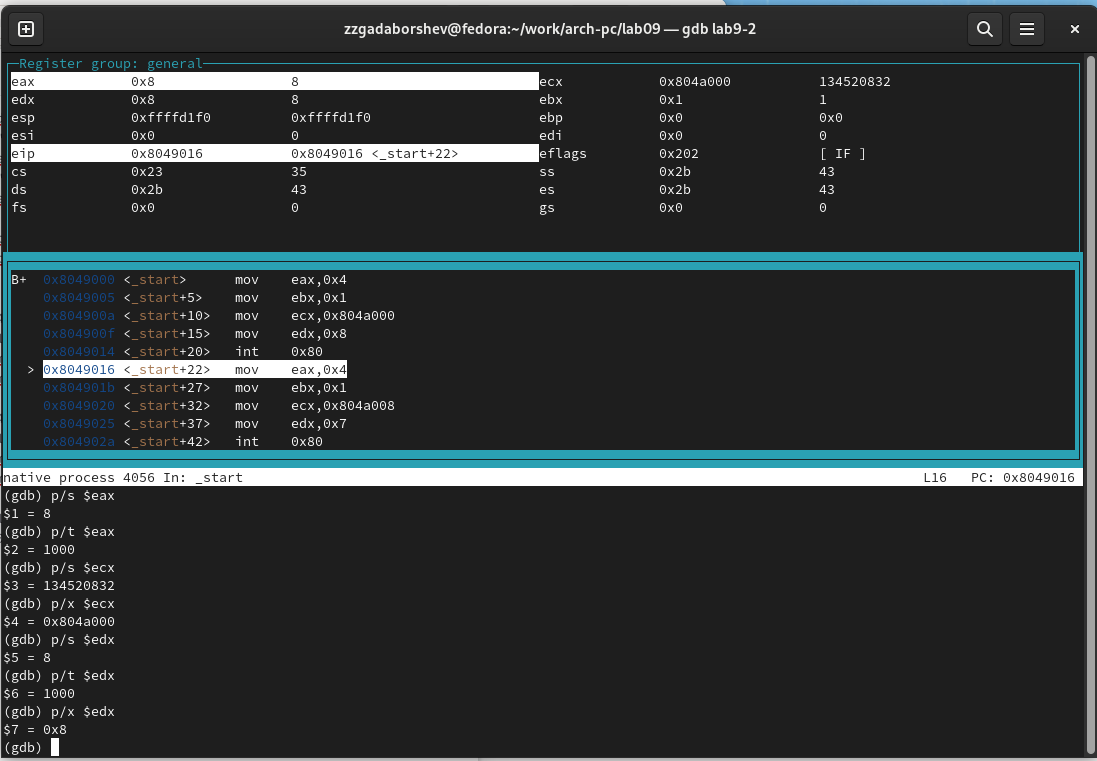 zzgadaborshev@fedora:~/work/arch-pc/lab09 — gdb lab9-2
Register group: general
eax 0x8 8 ecx 0x804a000 134520832
edx 0x8 8 ebx 0x1 1
esp 0xffffd1f0 0xffffd1f0 ebp 0x0 0x0
esi 0x0 0 edi 0x0 0
eip 0x8049016 0x8049016 <_start+22> eflags 0x202 [ IF ]
cs 0x23 35 ss 0x2b 43
ds 0x2b 43 es 0x2b 43
fs 0x0 0 gs 0x0 0
B+ 0x8049000 <_start> mov eax,0x4
0x8049005 <_start+5> mov ebx,0x1
0x804900a <_start+10> mov ecx,0x804a000
0x804900f <_start+15> mov edx,0x8
0x8049014 <_start+20> int 0x80
> 0x8049016 <_start+22> mov eax,0x4
0x804901b <_start+27> mov ebx,0x1
0x8049020 <_start+32> mov ecx,0x804a008
0x8049025 <_start+37> mov edx,0x7
0x804902a <_start+42> int 0x80
native process 4056 In: _start L16 PC: 0x8049016
(gdb) p/s $eax
$1 = 8
(gdb) p/t $eax
$2 = 1000
(gdb) p/s $ecx
$3 = 134520832
(gdb) p/x $ecx
$4 = 0x804a000
(gdb) p/s $edx
$5 = 8
(gdb) p/t $edx
$6 = 1000
(gdb) p/x $edx
$7 = 0x8
(gdb)